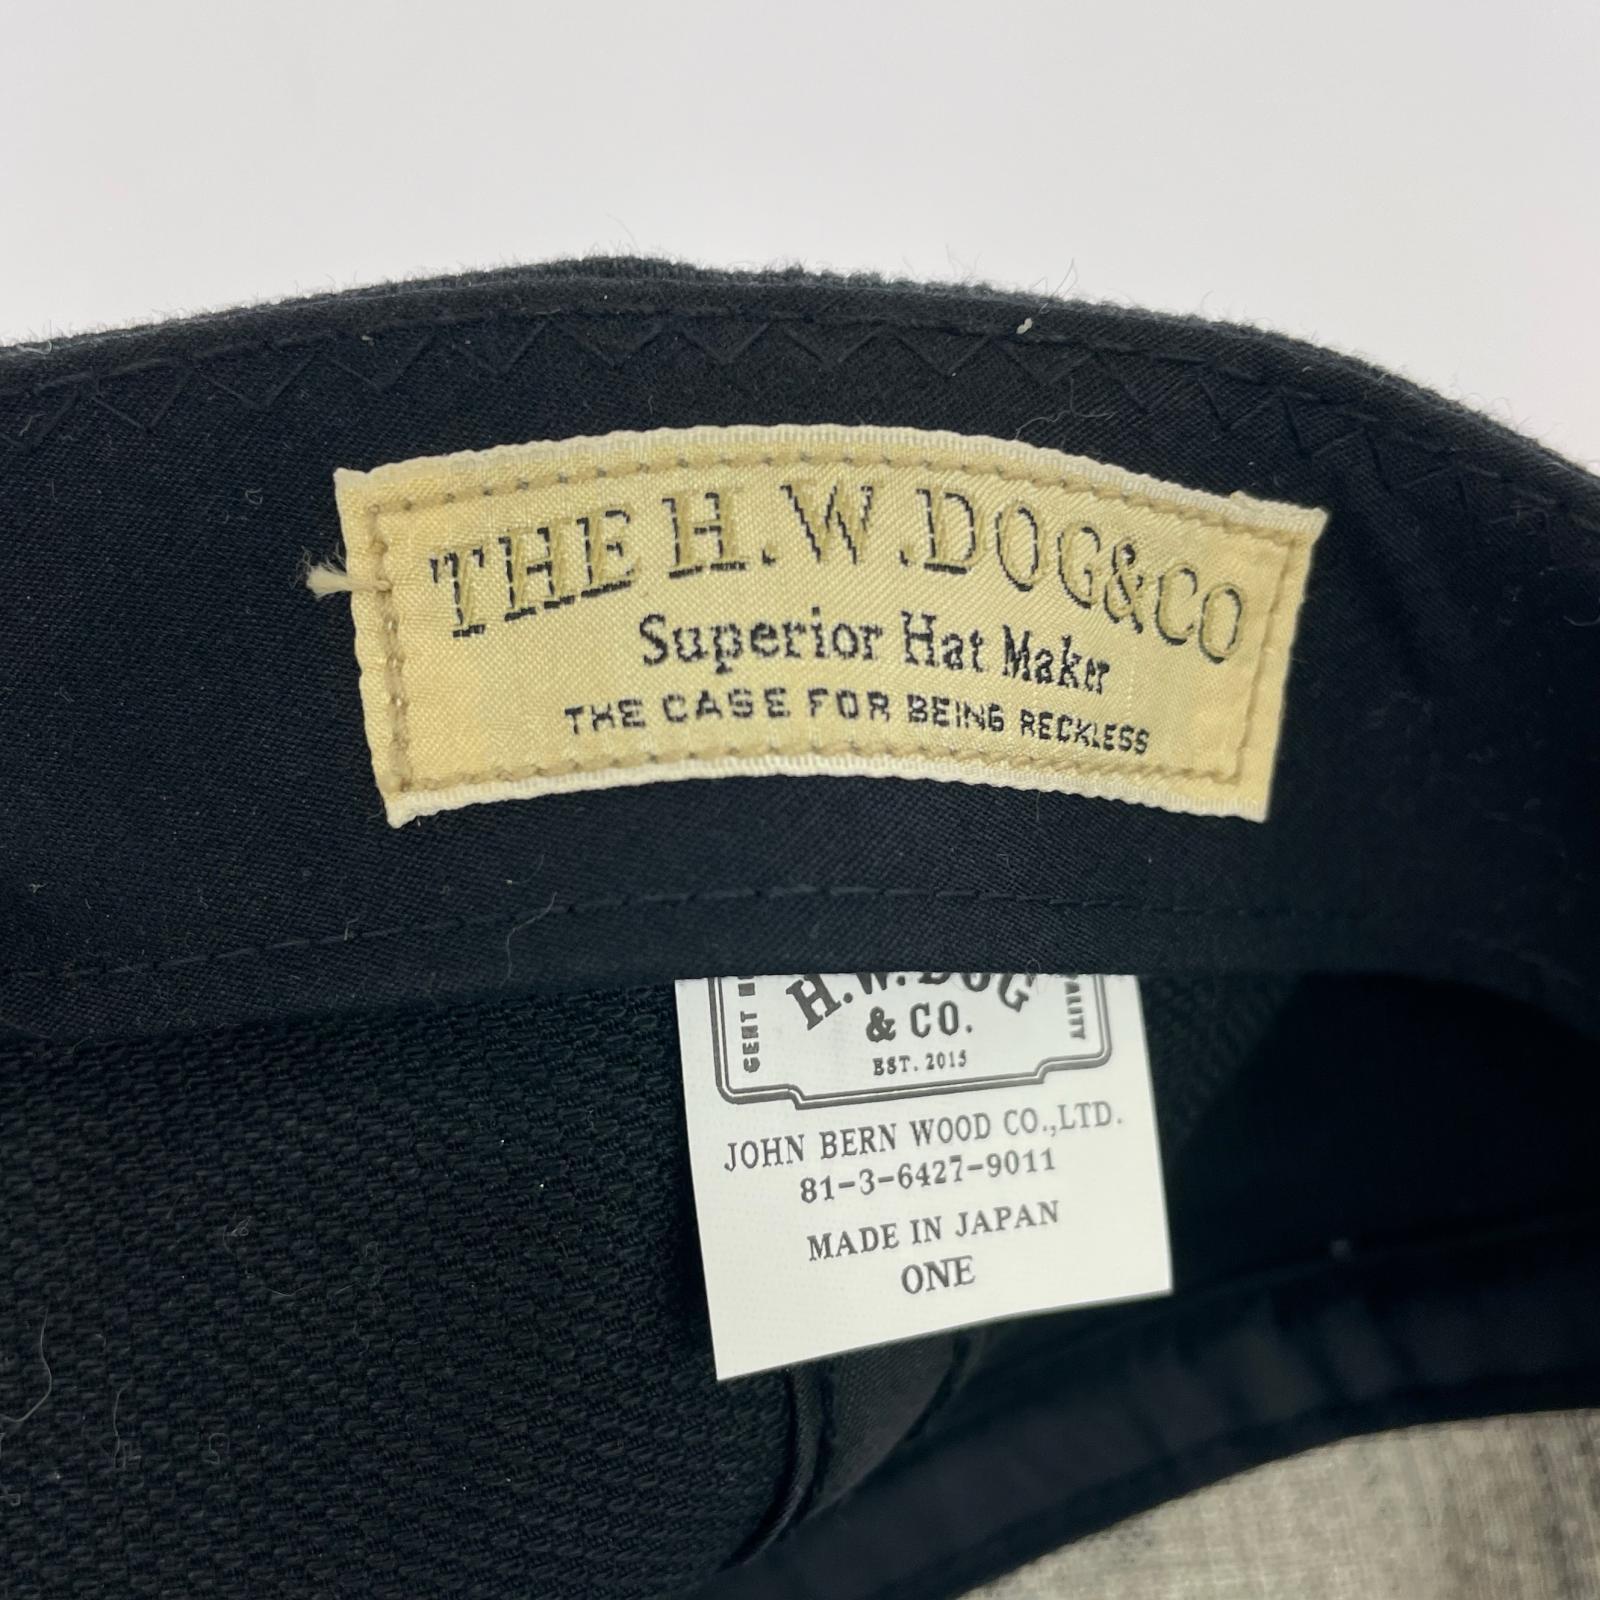 THE H.W.DOG&CO
Superior Hat Maker
THE CASE FOR BEING RECKLESS
H.W.DOG
& CO.
EST. 2015
GENT
JOHN BERN WOOD CO.,LTD.
81-3-6427-9011
MADE IN JAPAN
ONE